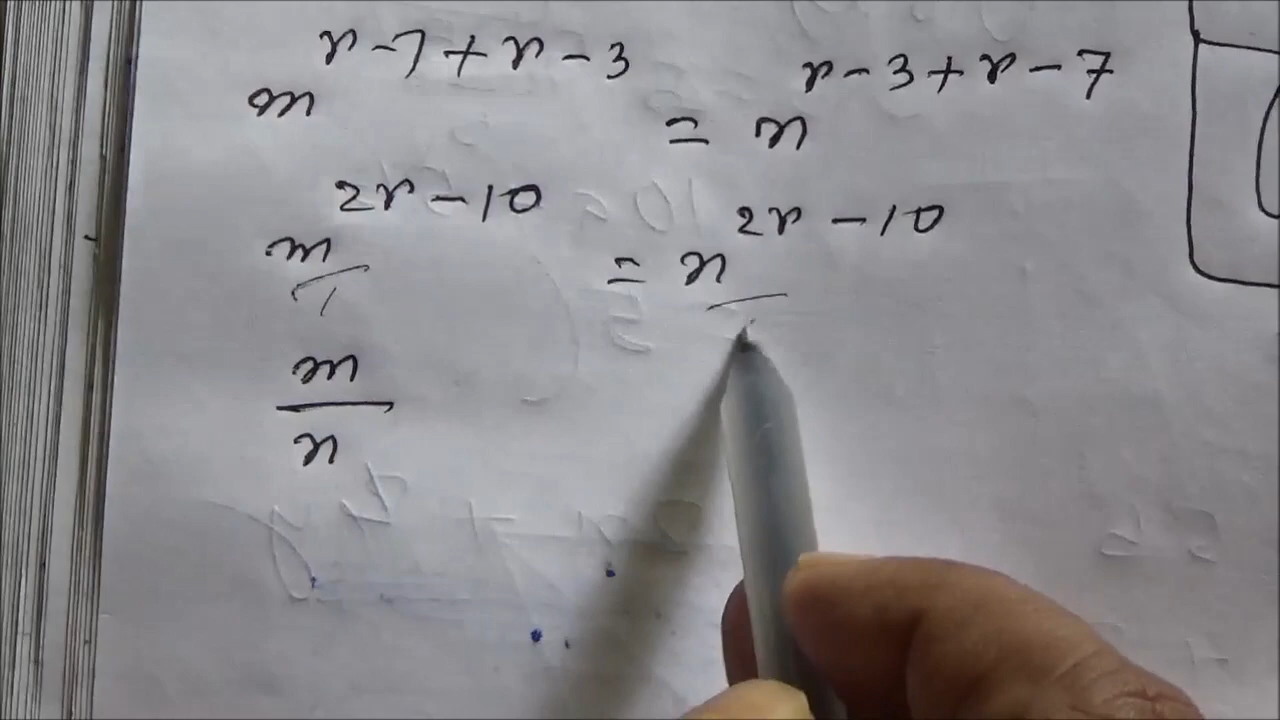 m^{r-7+r-3} = n^{r-3+r-7}
m^{2r-10} = n^{2r-10}
m
n